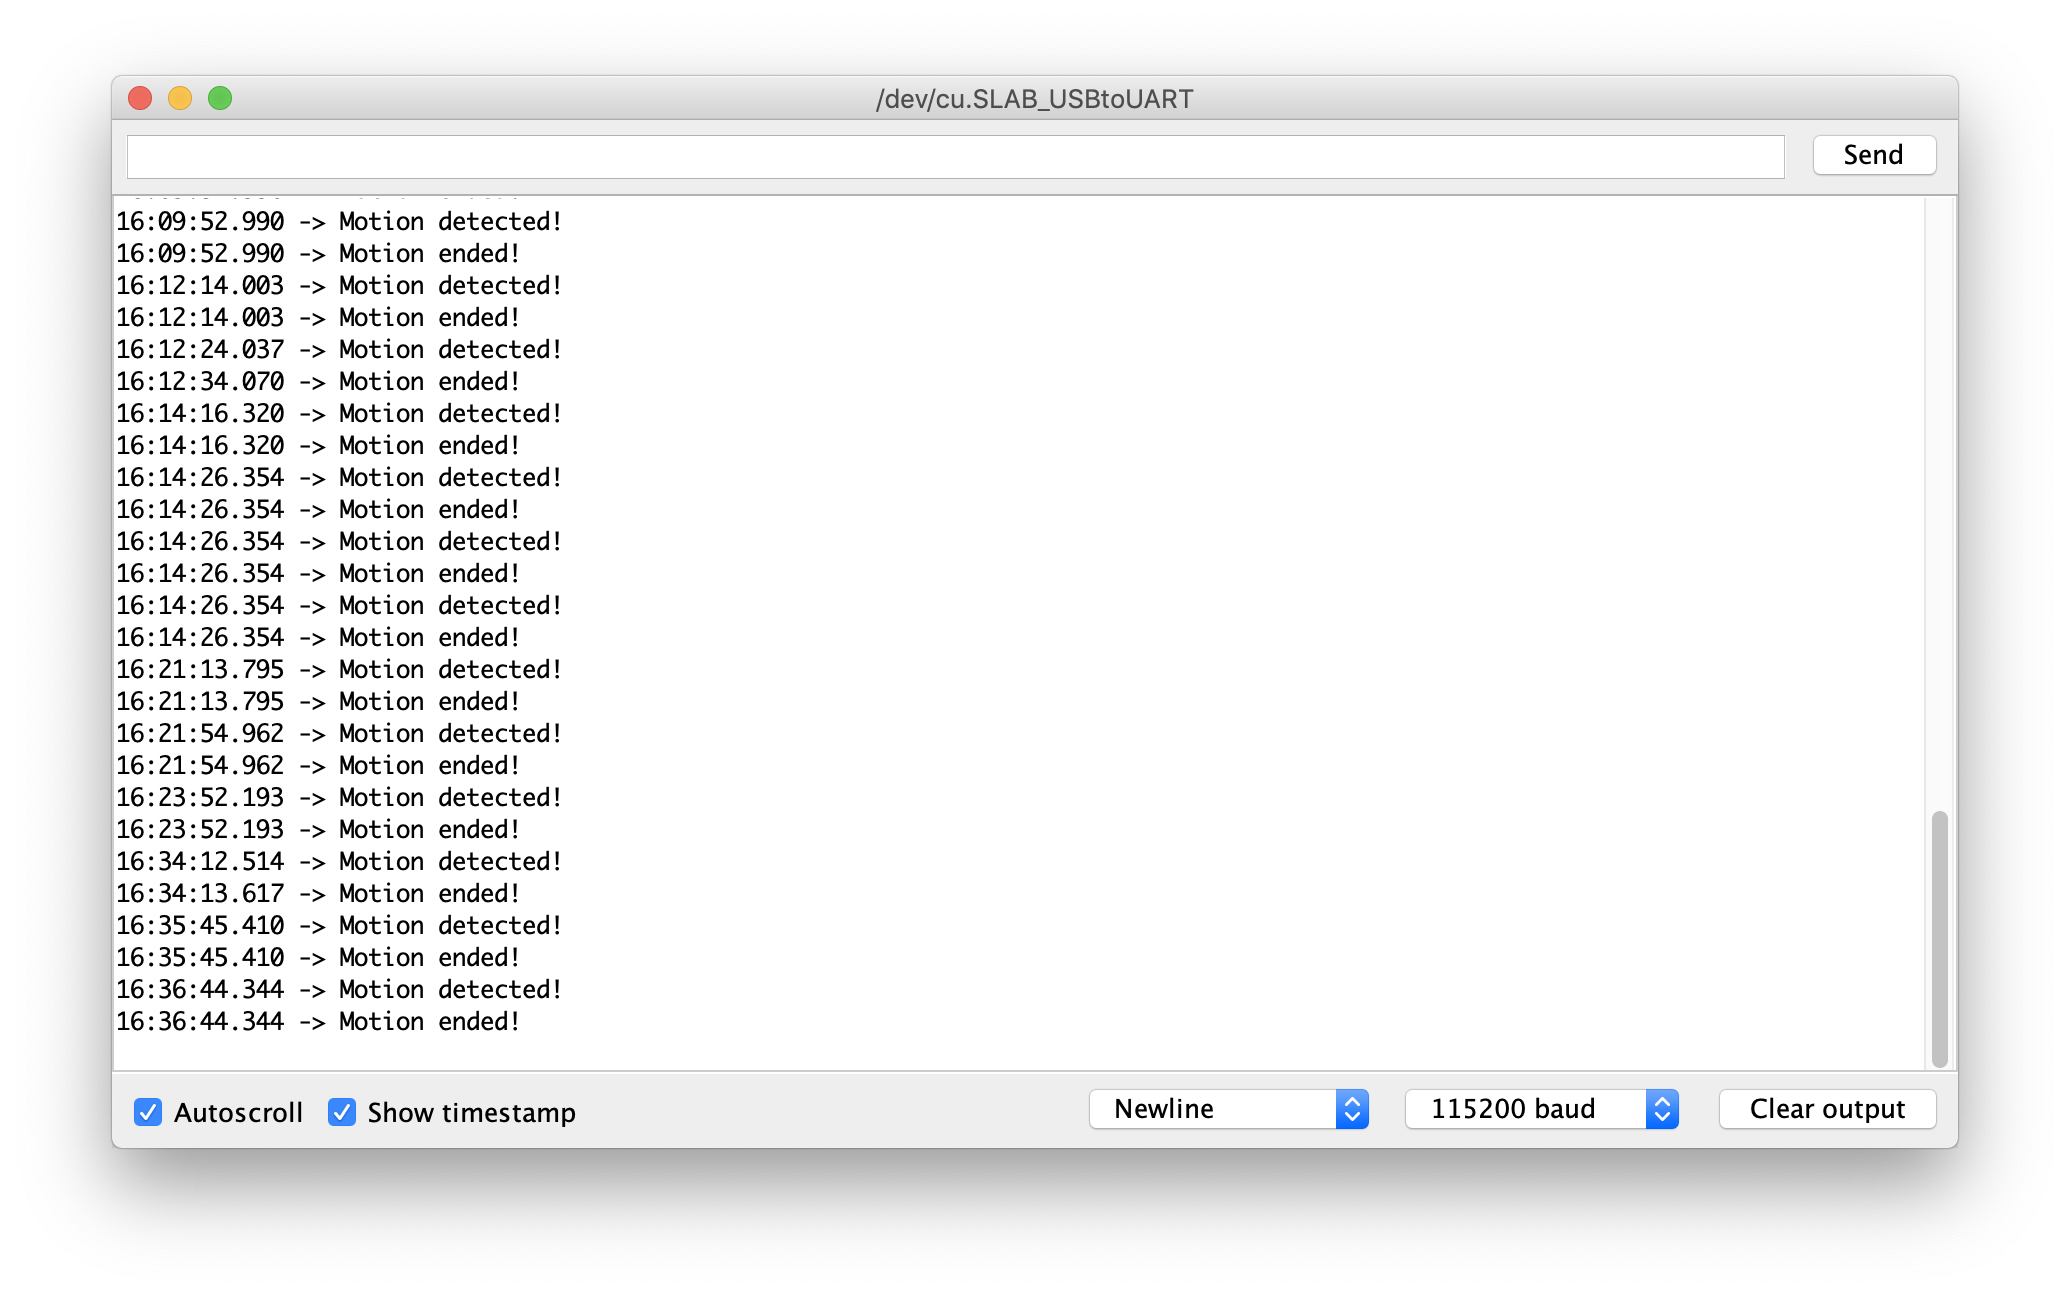 /dev/cu.SLAB_USBtoUART
Send
16:09:52.990 -> Motion detected!
16:09:52.990 -> Motion ended!
16:12:14.003 -> Motion detected!
16:12:14.003 -> Motion ended!
16:12:24.037 -> Motion detected!
16:12:34.070 -> Motion ended!
16:14:16.320 -> Motion detected!
16:14:16.320 -> Motion ended!
16:14:26.354 -> Motion detected!
16:14:26.354 -> Motion ended!
16:14:26.354 -> Motion detected!
16:14:26.354 -> Motion ended!
16:14:26.354 -> Motion detected!
16:14:26.354 -> Motion ended!
16:21:13.795 -> Motion detected!
16:21:13.795 -> Motion ended!
16:21:54.962 -> Motion detected!
16:21:54.962 -> Motion ended!
16:23:52.193 -> Motion detected!
16:23:52.193 -> Motion ended!
16:34:12.514 -> Motion detected!
16:34:13.617 -> Motion ended!
16:35:45.410 -> Motion detected!
16:35:45.410 -> Motion ended!
16:36:44.344 -> Motion detected!
16:36:44.344 -> Motion ended!
Autoscroll Show timestamp Newline 115200 baud Clear output